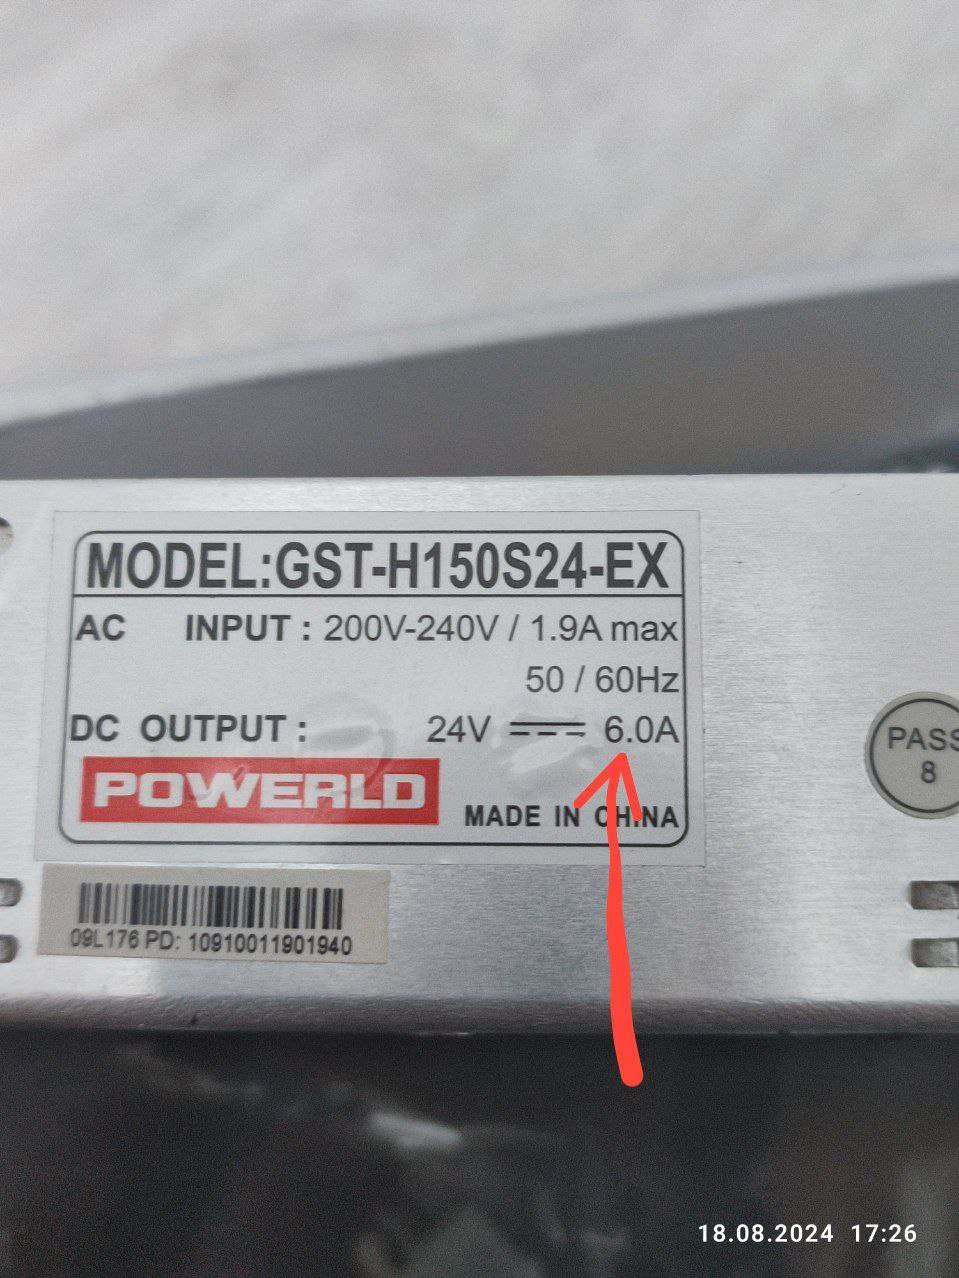 MODEL:GST-H150S24-EX
AC INPUT : 200V-240V / 1.9A max
50 / 60Hz
DC OUTPUT : 24V ⎓ 6.0A
POWERLD
MADE IN CHINA
PASS
8
09L176 PD: 10910011901940
18.08.2024 17:26